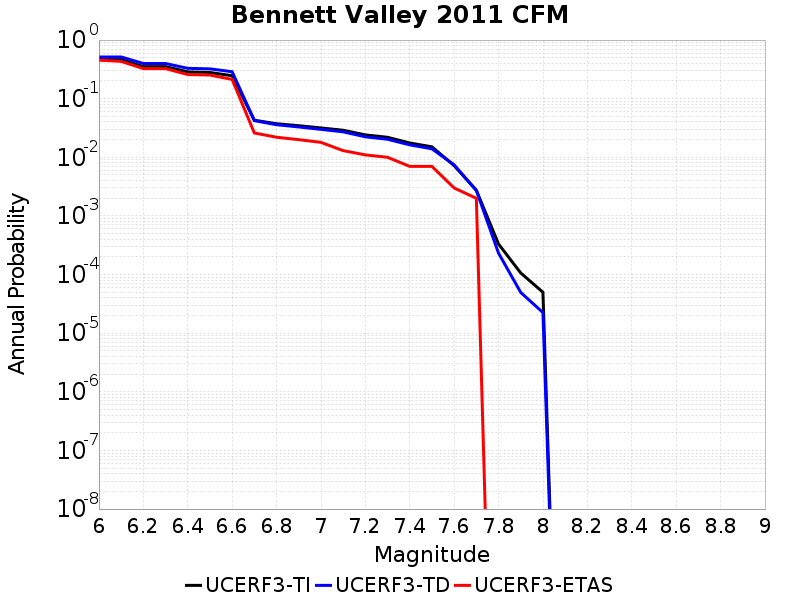 Bennett Valley 2011 CFM
Annual Probability
10^0
10^-1
10^-2
10^-3
10^-4
10^-5
10^-6
10^-7
10^-8
6 6.2 6.4 6.6 6.8 7 7.2 7.4 7.6 7.8 8 8.2 8.4 8.6 8.8 9
Magnitude
UCERF3-TI UCERF3-TD UCERF3-ETAS